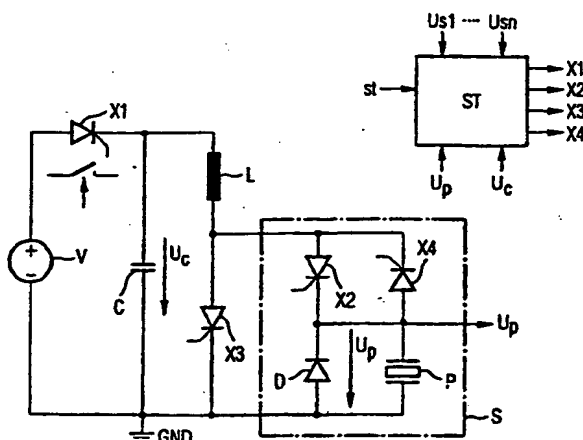 Us1 ···· Usn
st
ST
X1
X2
X3
X4
Up
Uc
X1
L
V
+
-
C
Uc
X3
X2
X4
Up
D
Up
P
S
GND